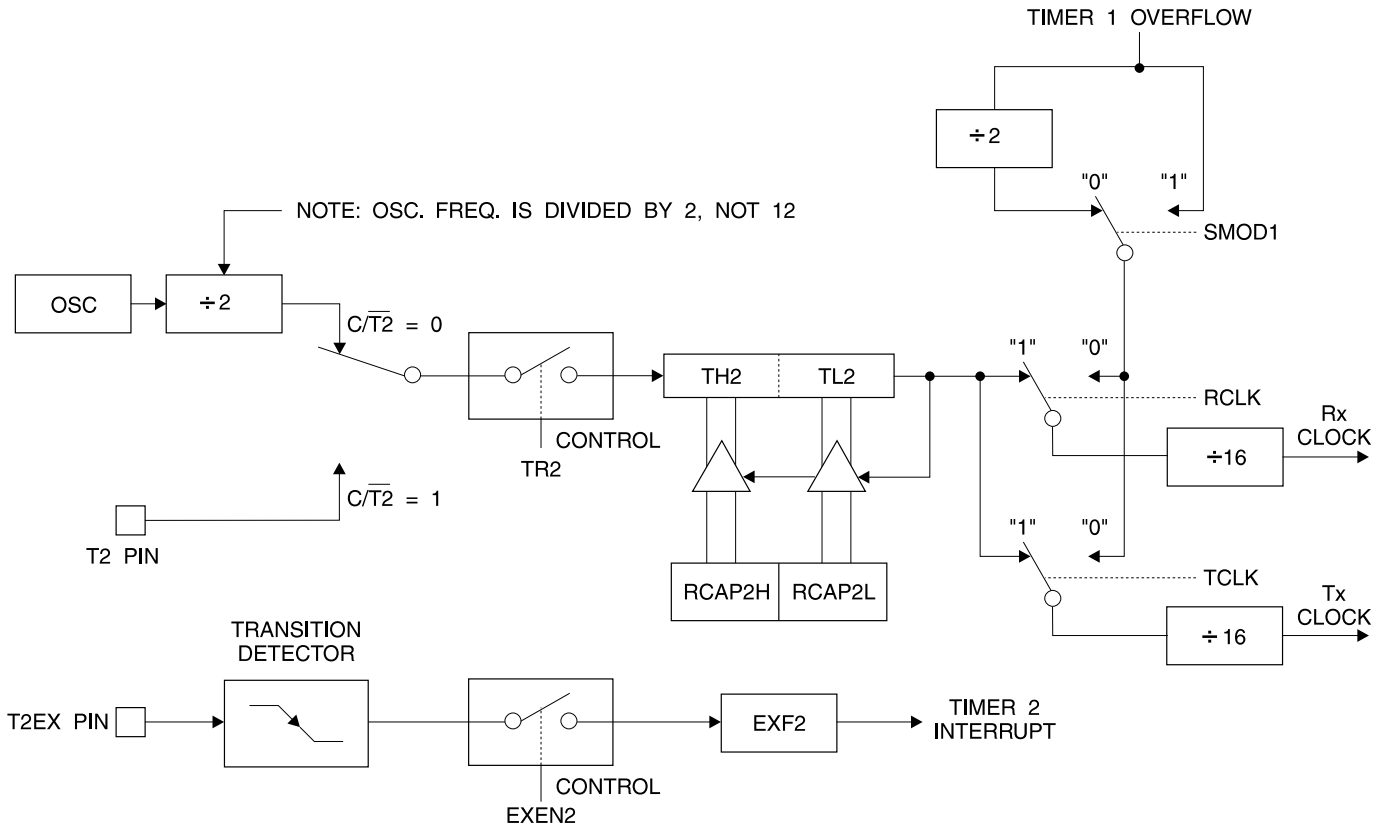 TIMER 1 OVERFLOW
÷2
"0" "1"
SMOD1
NOTE: OSC. FREQ. IS DIVIDED BY 2, NOT 12
OSC
÷2
C/T2̅ = 0
TH2 TL2
"1" "0"
RCLK
CONTROL
TR2
Rx
CLOCK
÷16
C/T2̅ = 1
T2 PIN
"1" "0"
TCLK
RCAP2H RCAP2L
Tx
CLOCK
÷16
TRANSITION
DETECTOR
T2EX PIN
EXF2
TIMER 2
INTERRUPT
CONTROL
EXEN2